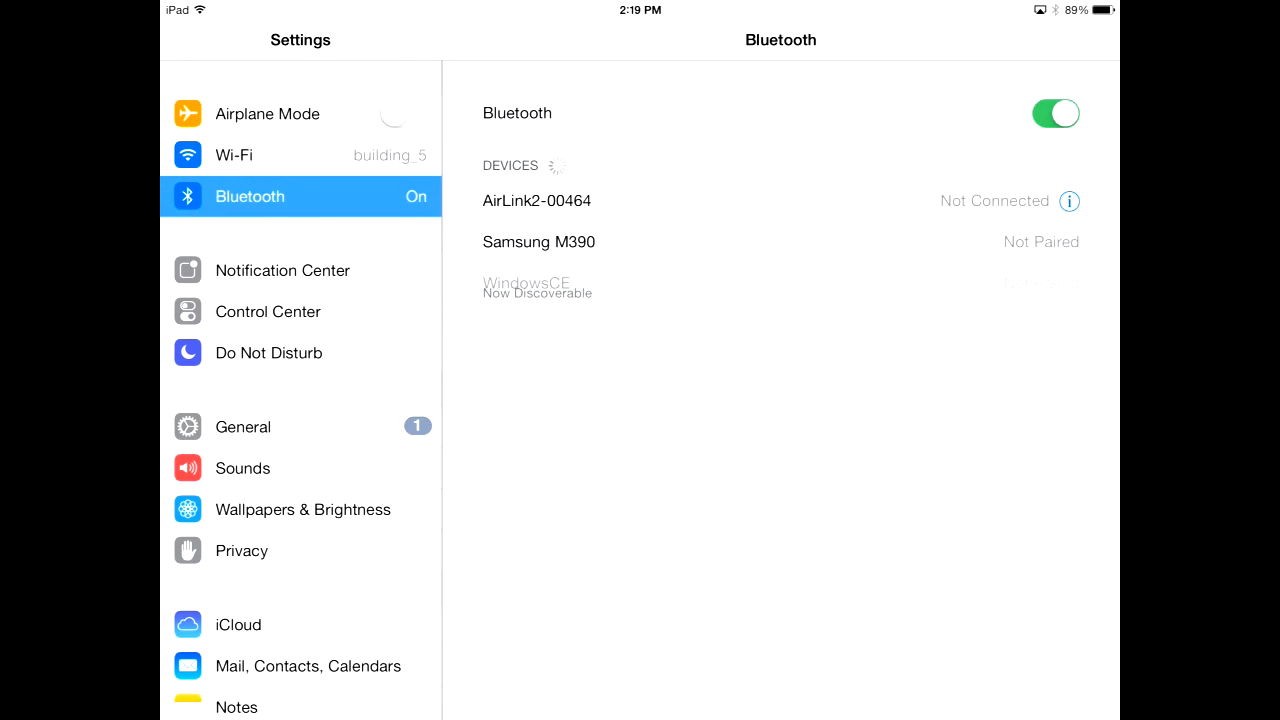 iPad 2:19 PM 89%
Settings
Bluetooth
Airplane Mode
Wi-Fi building_5
Bluetooth On
Notification Center
Control Center
Do Not Disturb
General 1
Sounds
Wallpapers & Brightness
Privacy
iCloud
Mail, Contacts, Calendars
Notes
Bluetooth
DEVICES
AirLink2-00464 Not Connected i
Samsung M390 Not Paired
WindowsCE
Now Discoverable